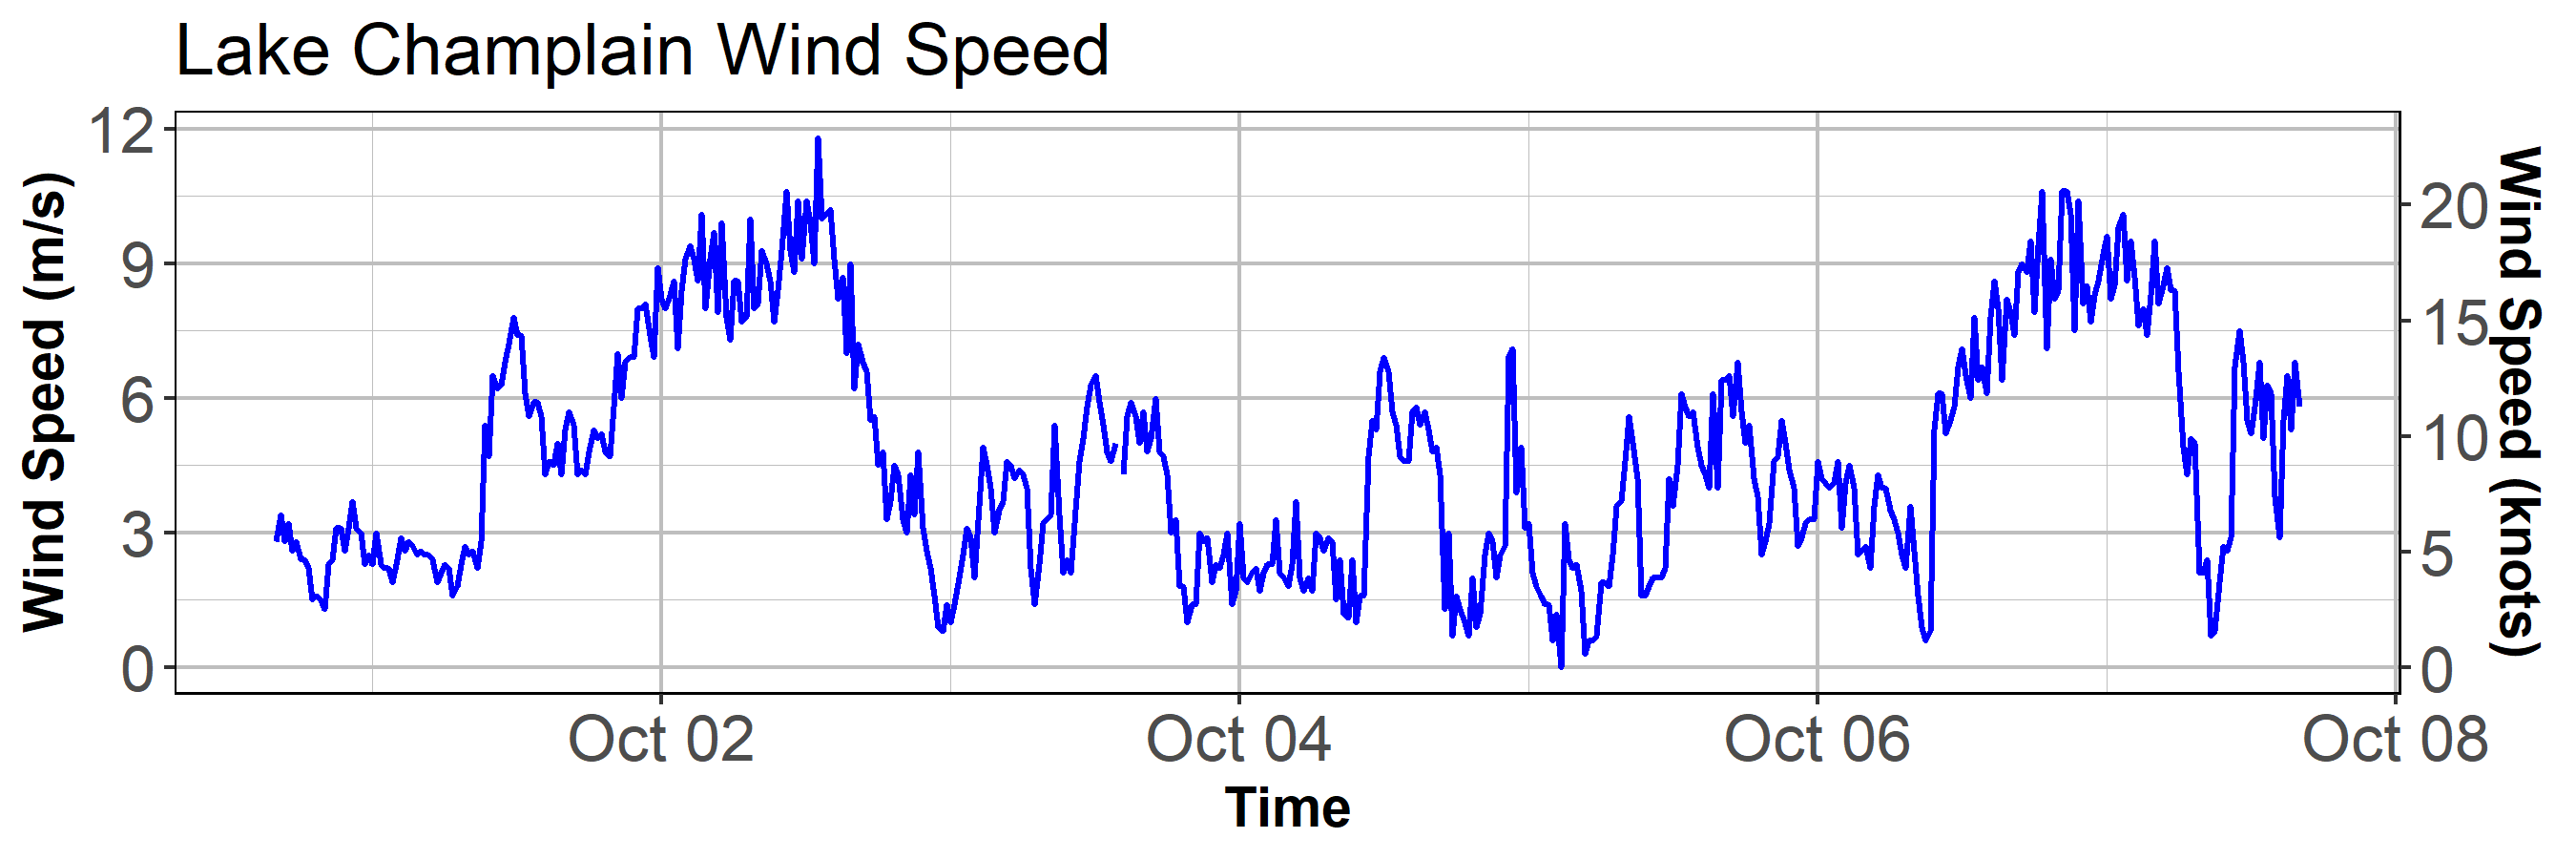 Lake Champlain Wind Speed
Wind Speed (m/s)
12
9
6
3
0
20
15
10
5
0
Wind Speed (knots)
Oct 02
Oct 04
Oct 06
Oct 08
Time